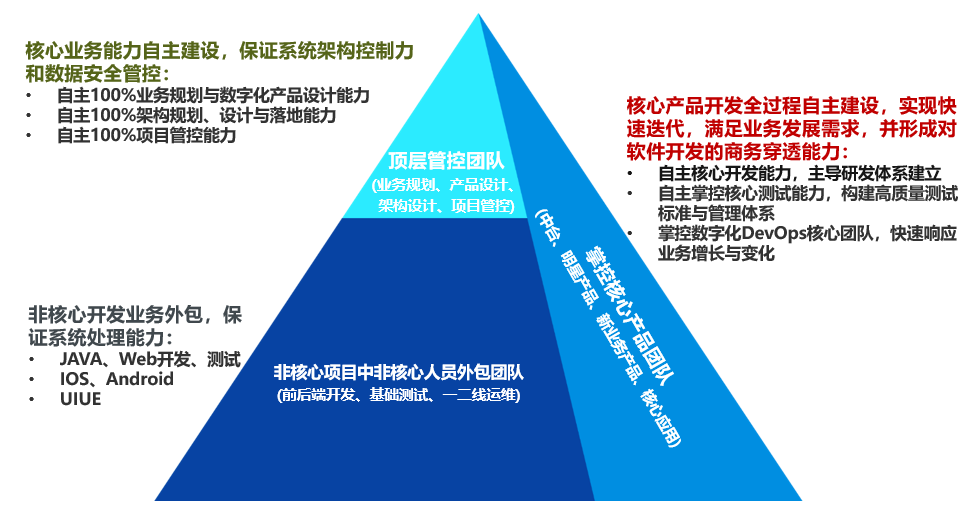 核心业务能力自主建设，保证系统架构控制力
和数据安全管控：
• 自主100%业务规划与数字化产品设计能力
• 自主100%架构规划、设计与落地能力
• 自主100%项目管控能力
顶层管控团队
(业务规划、产品设计、
架构设计、项目管控)
核心产品开发全过程自主建设，实现快
速迭代，满足业务发展需求，并形成对
软件开发的商务穿透能力：
• 自主核心开发能力，主导研发体系建立
• 自主掌控核心测试能力，构建高质量测试
标准与管理体系
• 掌控数字化DevOps核心团队，快速响应
业务增长与变化
掌控核心产品团队
(中台、明星产品、新业务产品、核心应用)
非核心开发业务外包，保
证系统处理能力：
• JAVA、Web开发、测试
• IOS、Android
• UIUE
非核心项目中非核心人员外包团队
(前后端开发、基础测试、一二线运维)